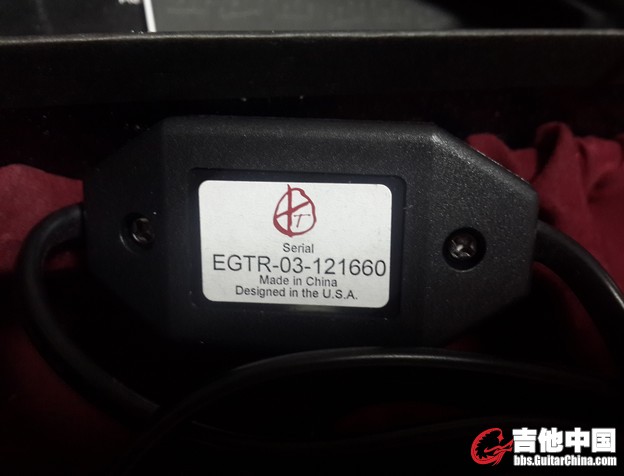 T
Serial
EGTR-03-121660
Made in China
Designed in the U.S.A.
吉他中国
bbs.GuitarChina.com